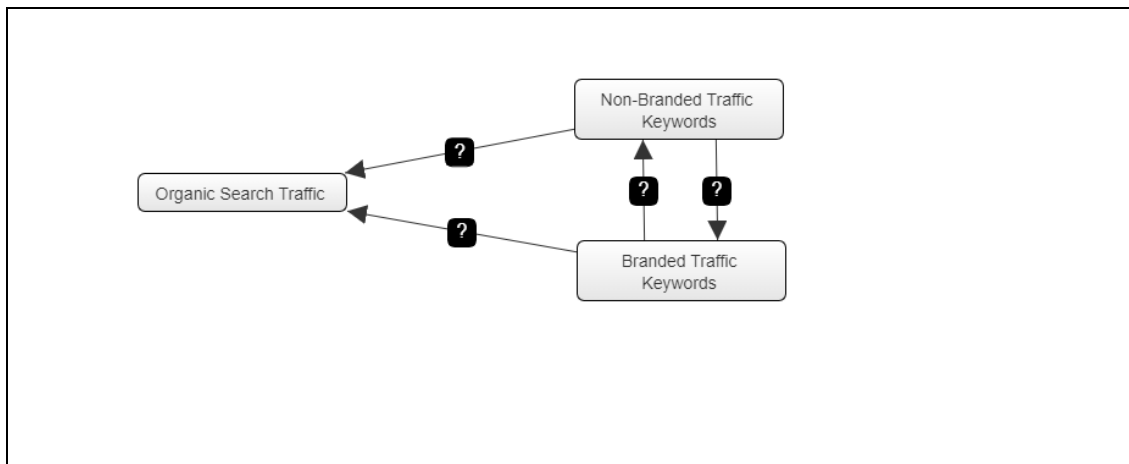 Non-Branded Traffic
Keywords
?
Organic Search Traffic
?
?
?
Branded Traffic
Keywords